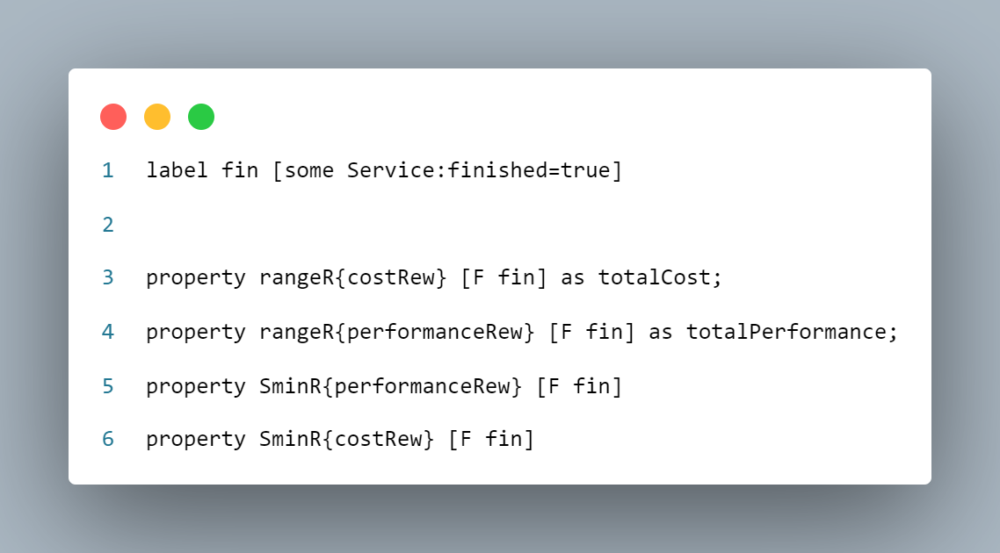 1 label fin [some Service:finished=true]
2
3 property rangeR{costRew} [F fin] as totalCost;
4 property rangeR{performanceRew} [F fin] as totalPerformance;
5 property SminR{performanceRew} [F fin]
6 property SminR{costRew} [F fin]